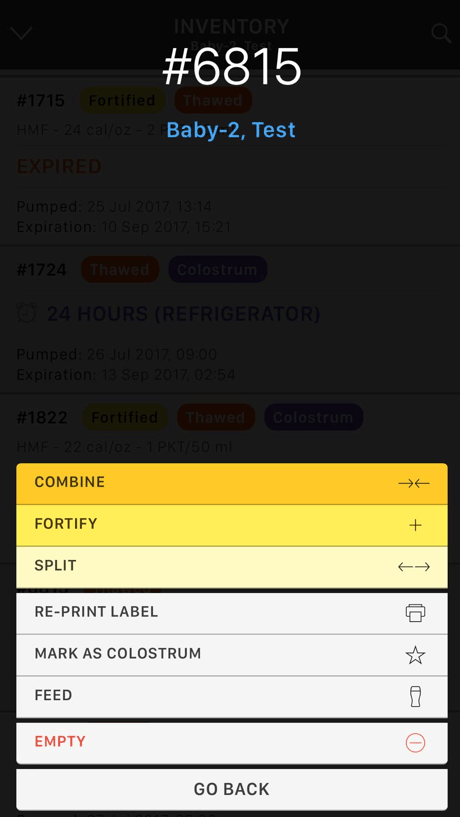 INVENTORY
#6815
Baby-2, Test
#1715 Fortified Thawed
HMF - 24 cal/oz - 2 P
EXPIRED
Pumped: 25 Jul 2017, 13:14
Expiration: 10 Sep 2017, 15:21
#1724 Thawed Colostrum
24 HOURS (REFRIGERATOR)
Pumped: 26 Jul 2017, 09:00
Expiration: 13 Sep 2017, 02:54
#1822 Fortified Thawed Colostrum
HMF - 22 cal/oz - 1 PKT/50 ml
COMBINE
FORTIFY
SPLIT
RE-PRINT LABEL
MARK AS COLOSTRUM
FEED
EMPTY
GO BACK